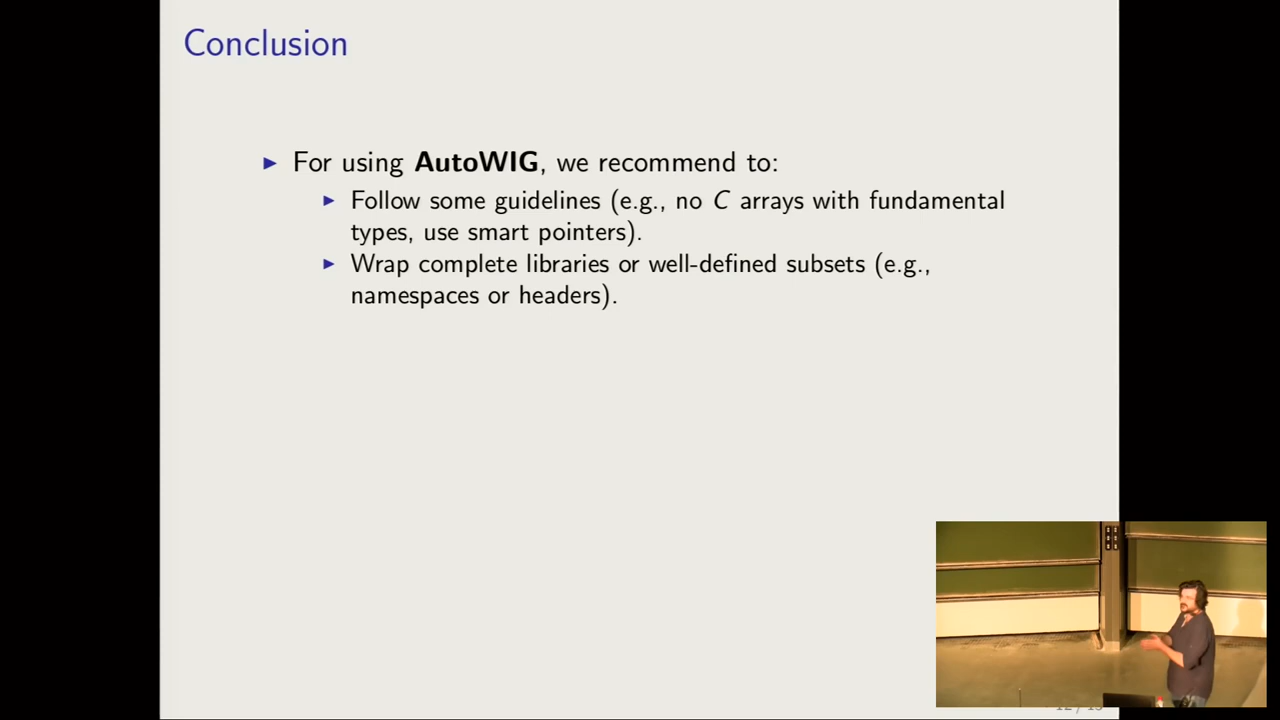 Conclusion
► For using AutoWIG, we recommend to:
► Follow some guidelines (e.g., no C arrays with fundamental
types, use smart pointers).
► Wrap complete libraries or well-defined subsets (e.g.,
namespaces or headers).